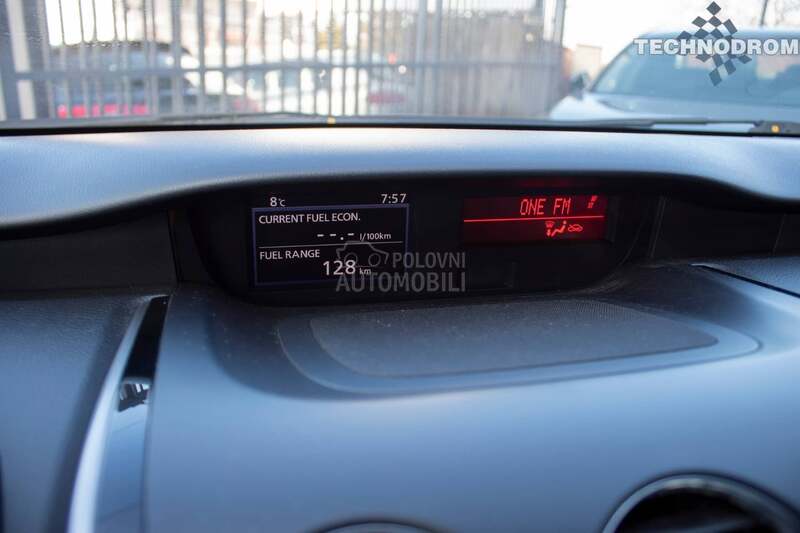 TECHNODROM
8°C 7:57
CURRENT FUEL ECON.
--.- l/100km
FUEL RANGE
128 km
ONE FM
POLOVNI
AUTOMOBILI